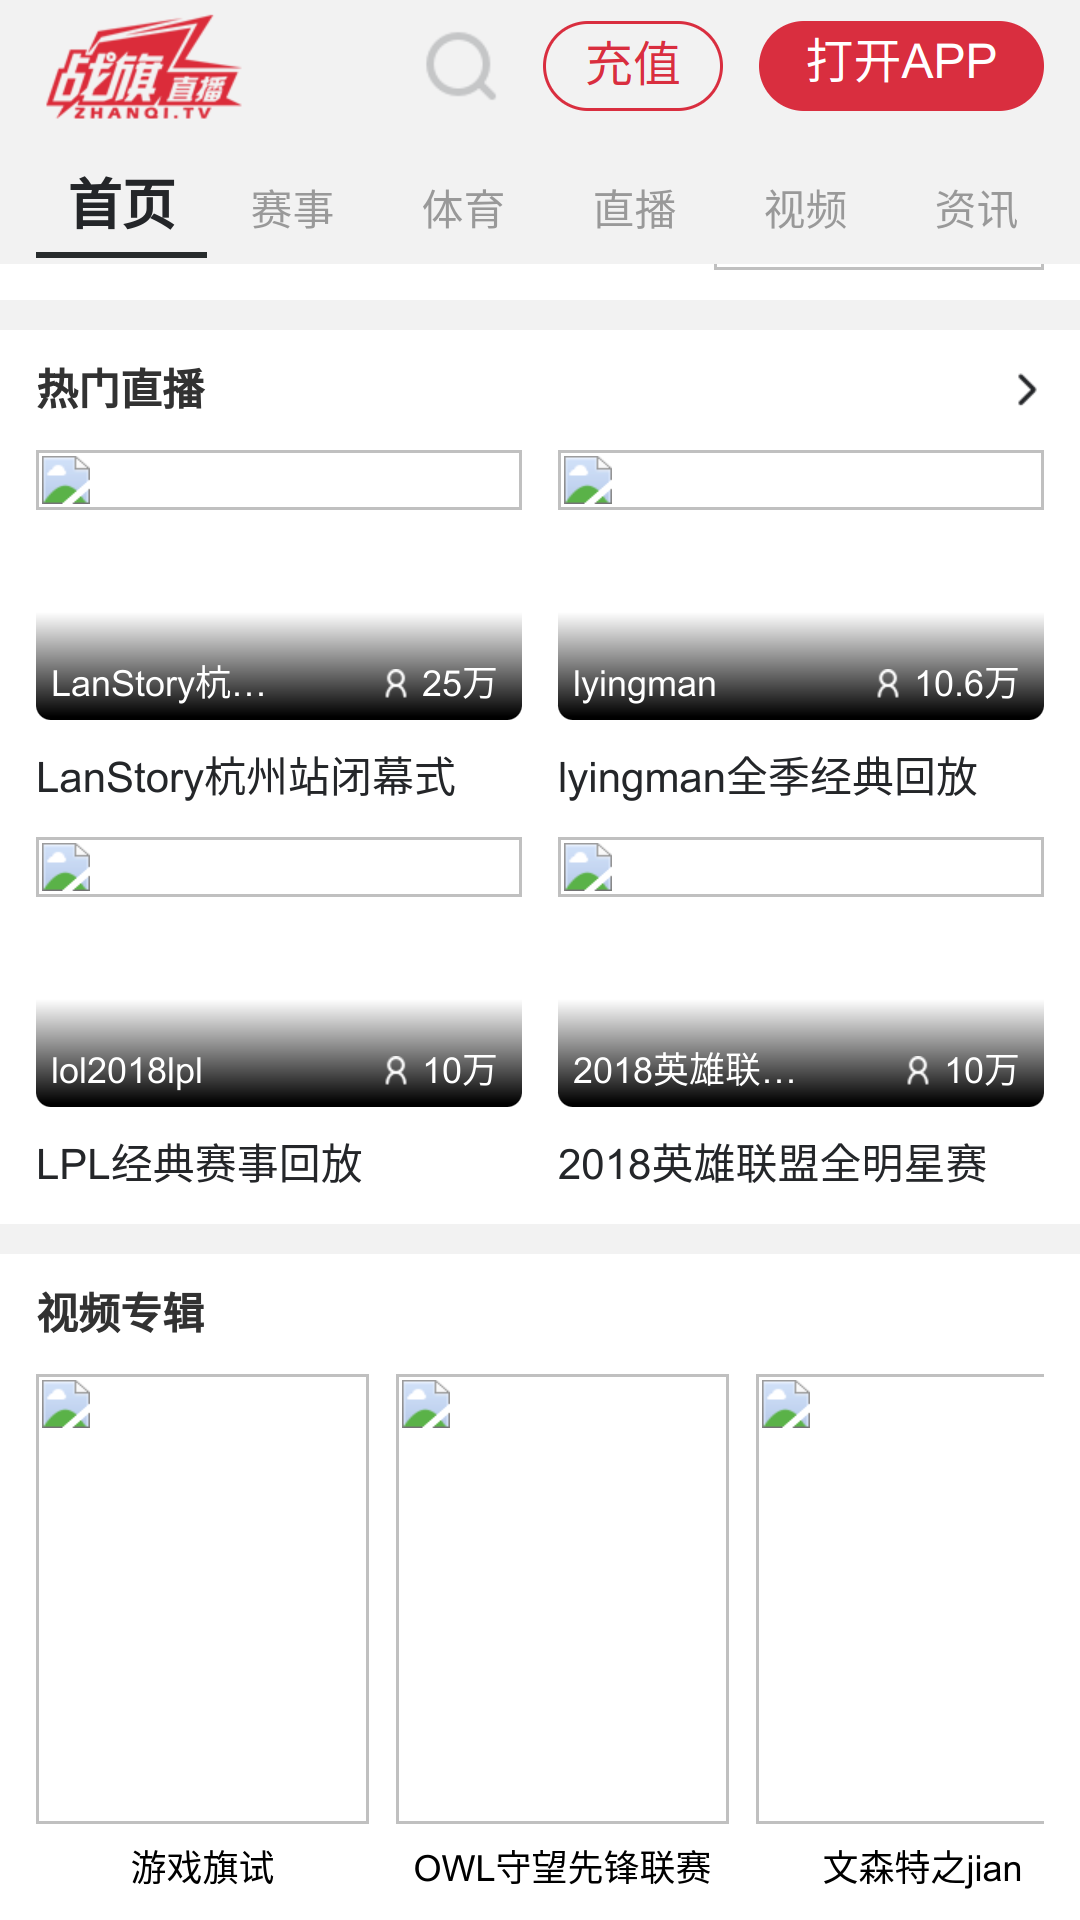 战旗直播
ZHANQI.TV
充值
打开APP
首页 赛事 体育 直播 视频 资讯
热门直播
LanStory杭… 25万
lyingman 10.6万
LanStory杭州站闭幕式
lyingman全季经典回放
lol2018lpl 10万
2018英雄联… 10万
LPL经典赛事回放
2018英雄联盟全明星赛
视频专辑
游戏旗试
OWL守望先锋联赛
文森特之jian